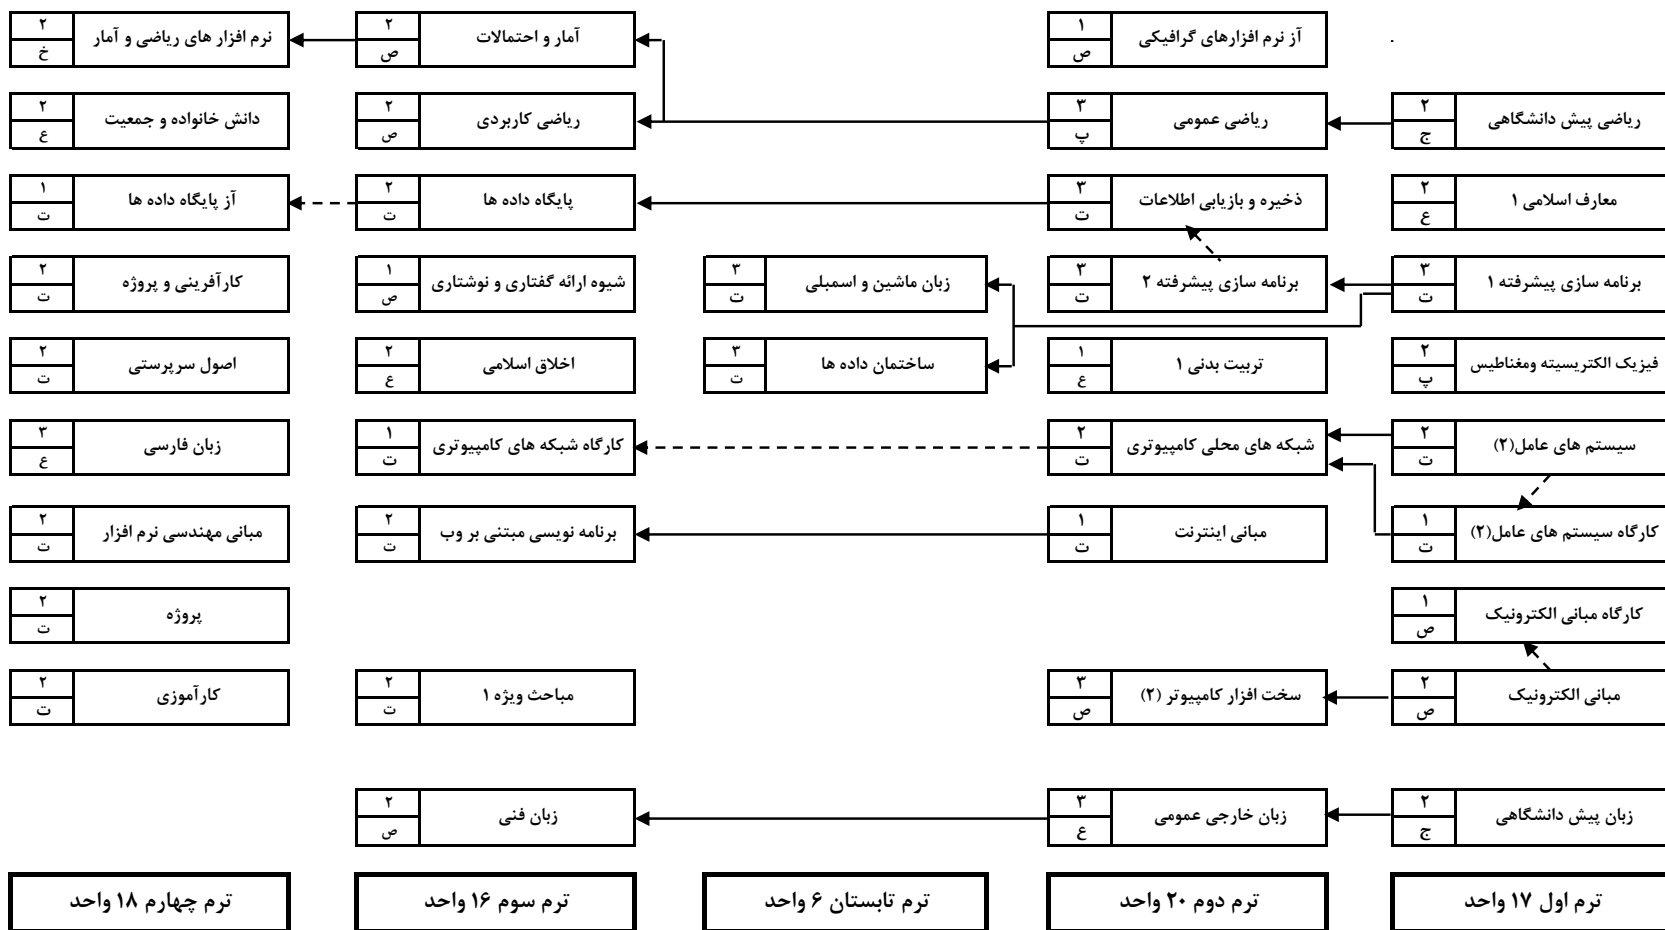 .
آز نرم افزارهای گرافیکی
۱
ص
آمار و احتمالات
۲
ص
نرم افزار های ریاضی و آمار
۲
خ
ریاضی پیش دانشگاهی
۲
ج
ریاضی عمومی
۳
پ
ریاضی کاربردی
۲
ص
دانش خانواده و جمعیت
۲
ع
معارف اسلامی ۱
۲
ع
ذخیره و بازیابی اطلاعات
۳
ت
پایگاه داده ها
۲
ت
آز پایگاه داده ها
۱
ت
برنامه سازی پیشرفته ۱
۳
ت
برنامه سازی پیشرفته ۲
۳
ت
زبان ماشین و اسمبلی
۳
ت
شیوه ارائه گفتاری و نوشتاری
۱
ص
کارآفرینی و پروژه
۲
ت
فیزیک الکتریسیته ومغناطیس
۲
پ
تربیت بدنی ۱
۱
ع
ساختمان داده ها
۳
ت
اخلاق اسلامی
۲
ع
اصول سرپرستی
۲
ت
سیستم های عامل(۲)
۲
ت
شبکه های محلی کامپیوتری
۲
ت
کارگاه شبکه های کامپیوتری
۱
ت
زبان فارسی
۳
ع
کارگاه سیستم های عامل(۲)
۱
ت
مبانی اینترنت
۱
ت
برنامه نویسی مبتنی بر وب
۲
ت
مبانی مهندسی نرم افزار
۲
ت
کارگاه مبانی الکترونیک
۱
ص
پروژه
۲
ت
مبانی الکترونیک
۲
ص
سخت افزار کامپیوتر (۲)
۳
ص
مباحث ویژه ۱
۲
ت
کارآموزی
۲
ت
زبان پیش دانشگاهی
۲
ج
زبان خارجی عمومی
۳
ع
زبان فنی
۲
ص
ترم اول ۱۷ واحد
ترم دوم ۲۰ واحد
ترم تابستان ۶ واحد
ترم سوم ۱۶ واحد
ترم چهارم ۱۸ واحد